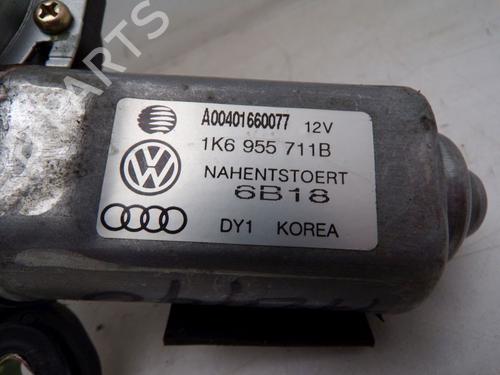 A00401660077 12V
1K6 955 711B
NAHENTSTOERT
6B18
DY1 KOREA